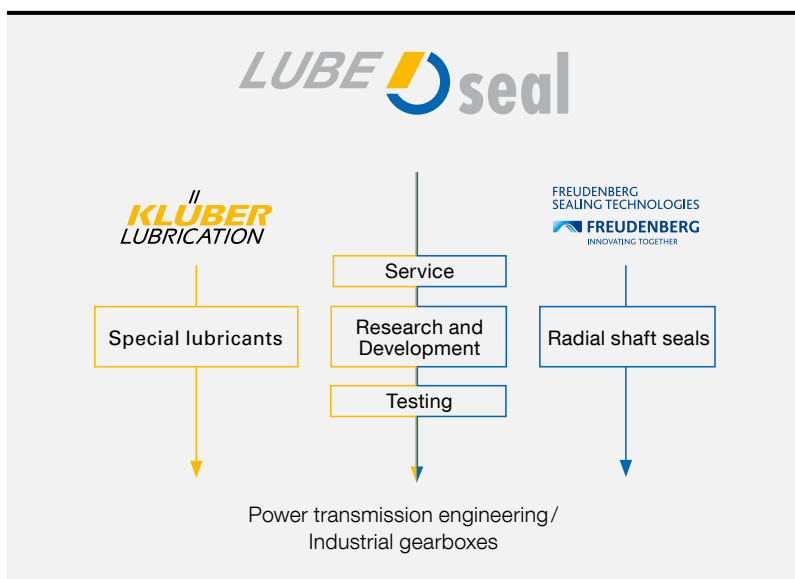 LUBE seal
KLÜBER
LUBRICATION
FREUDENBERG
SEALING TECHNOLOGIES
FREUDENBERG
INNOVATING TOGETHER
Service
Special lubricants
Research and
Development
Radial shaft seals
Testing
Power transmission engineering/
Industrial gearboxes